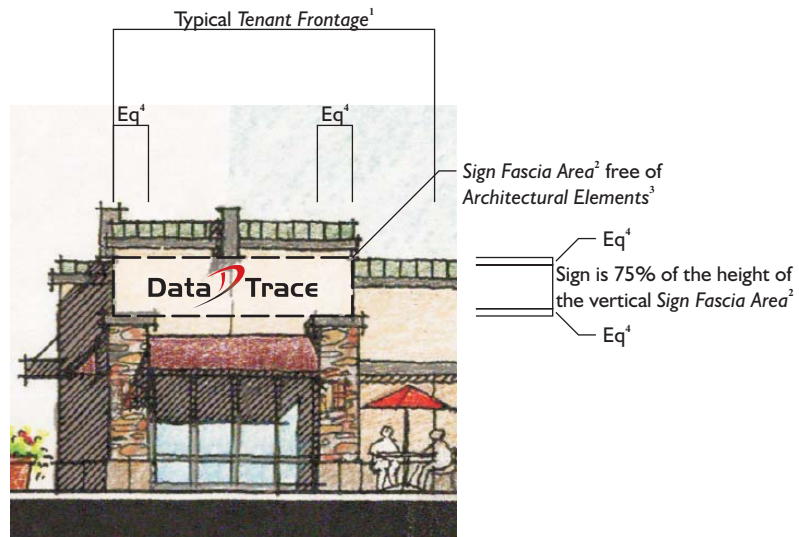 Typical Tenant Frontage¹
Eq⁴
Eq⁴
Sign Fascia Area² free of
Architectural Elements³
Data Trace
Eq⁴
Sign is 75% of the height of
the vertical Sign Fascia Area²
Eq⁴